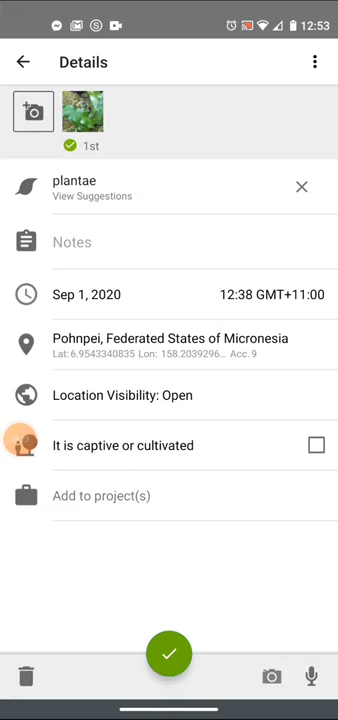 12:53
Details
1st
plantae
View Suggestions
Notes
Sep 1, 2020 12:38 GMT+11:00
Pohnpei, Federated States of Micronesia
Lat: 6.9543340835 Lon: 158.2039296... Acc. 9
Location Visibility: Open
It is captive or cultivated
Add to project(s)